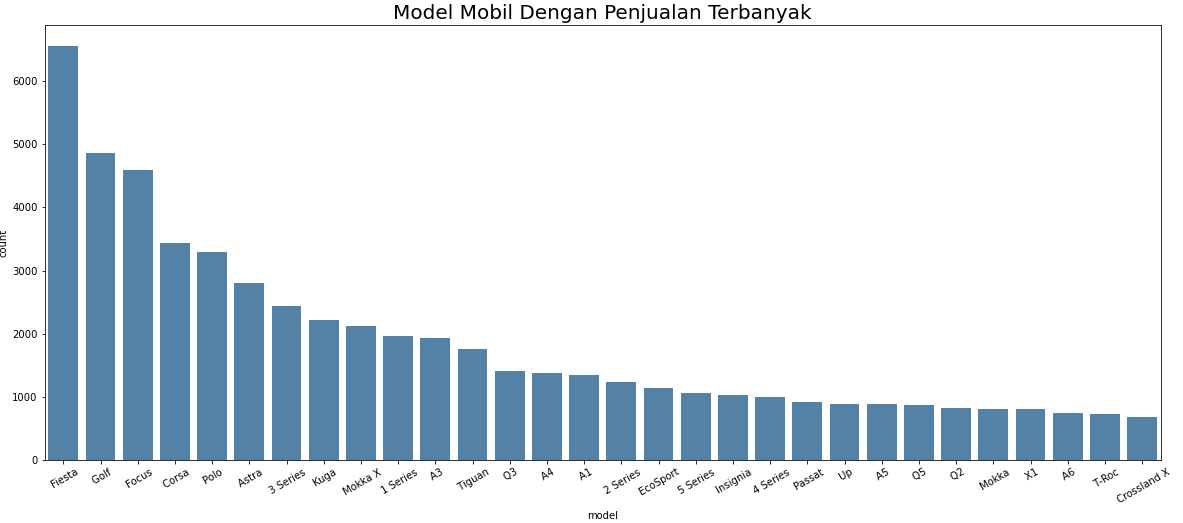 Model Mobil Dengan Penjualan Terbanyak
6000
5000
4000
3000
2000
1000
0
count
Fiesta Golf Focus Corsa Polo Astra 3 Series Kuga Mokka X 1 Series A3 Tiguan Q3 A4 A1 2 Series EcoSport 5 Series Insignia 4 Series Passat Up A5 Q5 Q2 Mokka X1 A6 T-Roc Crossland X
model